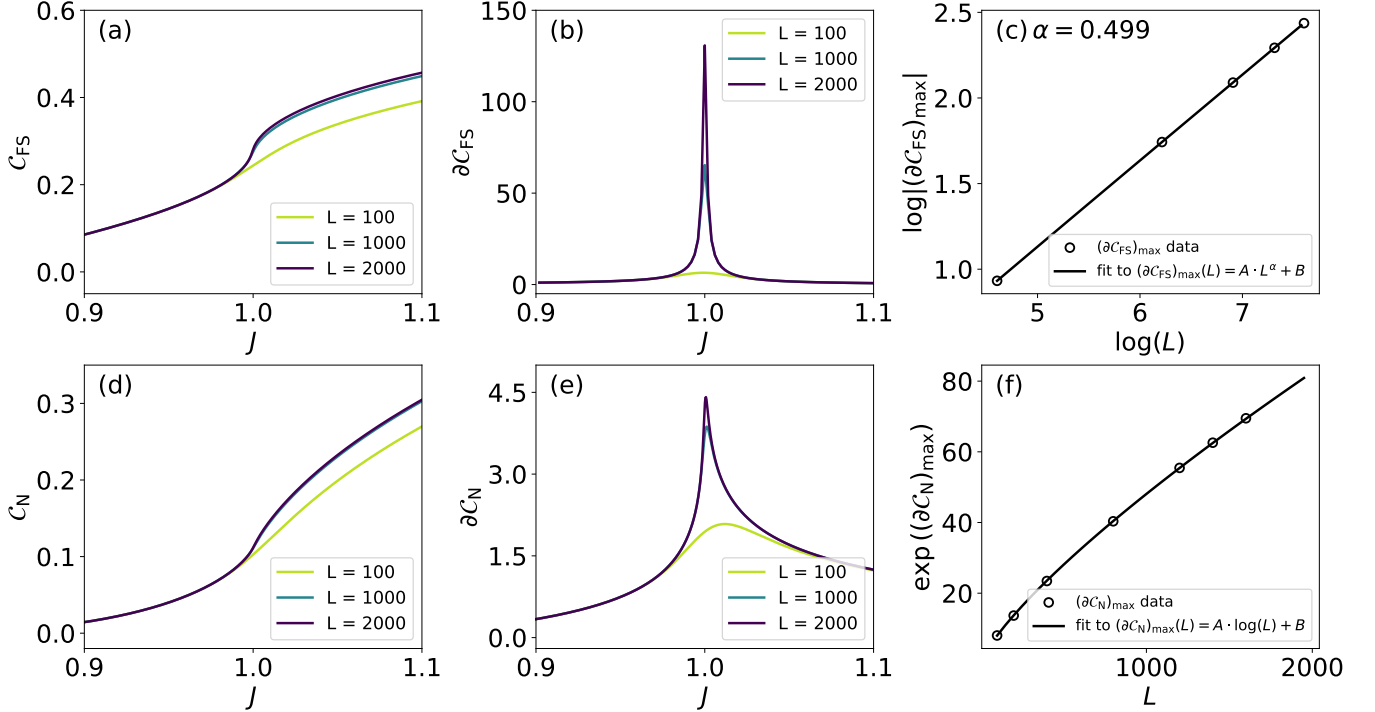 (a)
0.6
0.4
0.2
0.0
𝒞FS
L = 100
L = 1000
L = 2000
0.9
1.0
1.1
J
(b)
150
100
50
0
∂𝒞FS
L = 100
L = 1000
L = 2000
0.9
1.0
1.1
J
(c) α = 0.499
2.5
2.0
1.5
1.0
log|(∂𝒞FS)max|
(∂𝒞FS)max data
fit to (∂𝒞FS)max(L) = A · L^α + B
5
6
7
log(L)
(d)
0.3
0.2
0.1
0.0
𝒞N
L = 100
L = 1000
L = 2000
0.9
1.0
1.1
J
(e)
4.5
3.0
1.5
0.0
∂𝒞N
L = 100
L = 1000
L = 2000
0.9
1.0
1.1
J
(f)
80
60
40
20
exp ((∂𝒞N)max)
(∂𝒞N)max data
fit to (∂𝒞N)max(L) = A · log(L) + B
1000
2000
L